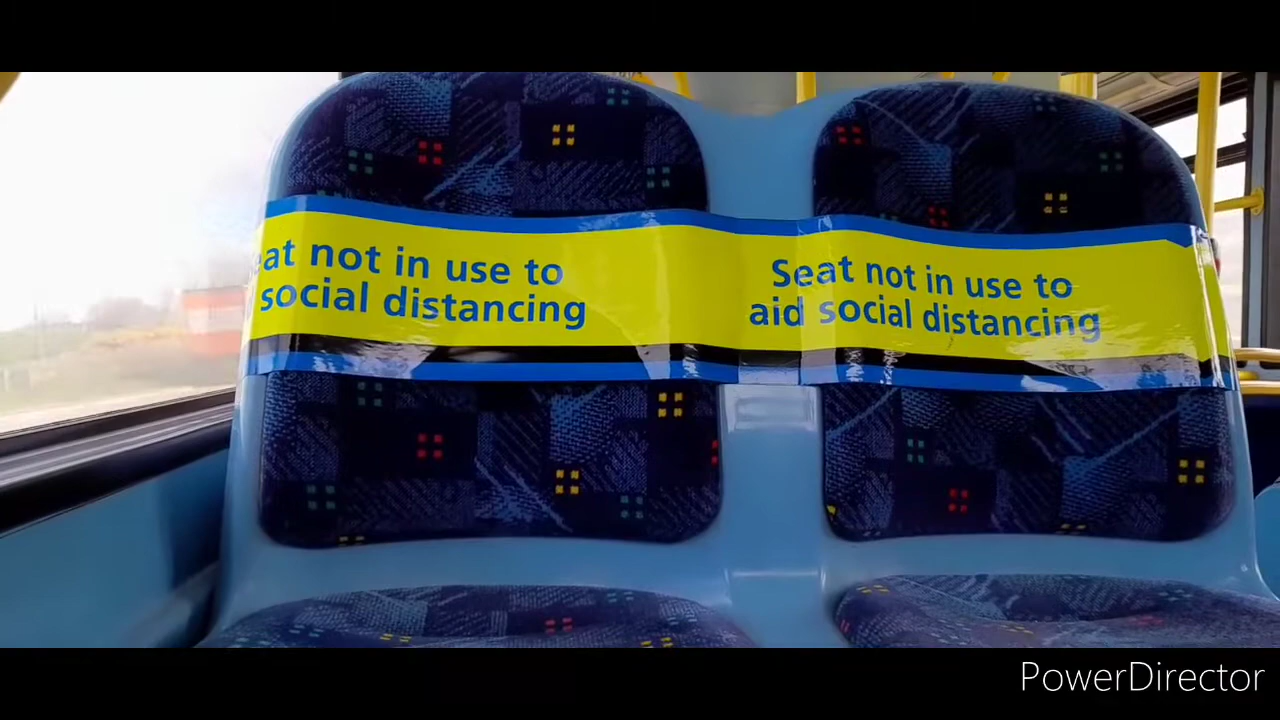 eat not in use to
social distancing
Seat not in use to
aid social distancing
PowerDirector